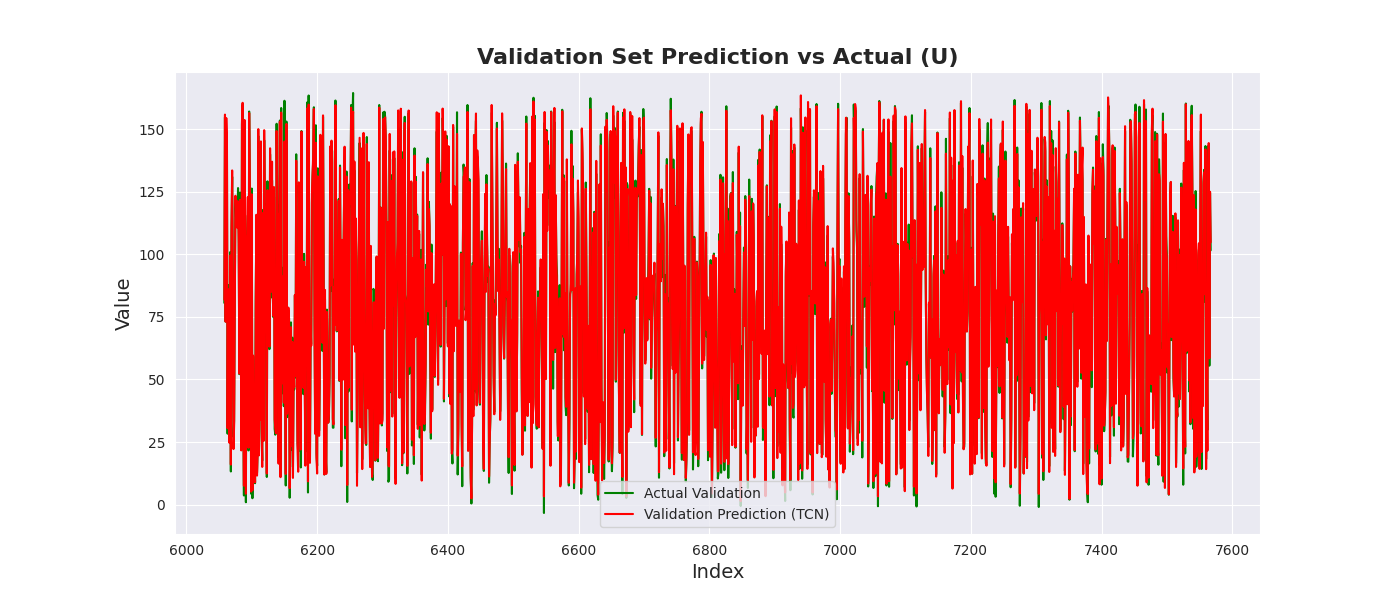 Validation Set Prediction vs Actual (U)
150
125
100
75
50
25
0
Value
Actual Validation
Validation Prediction (TCN)
6000 6200 6400 6600 6800 7000 7200 7400 7600
Index